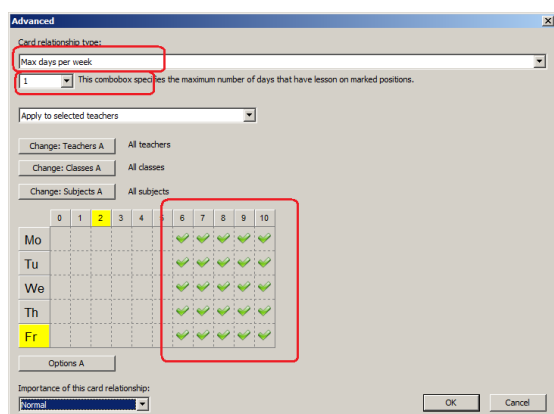 Advanced
Card relationship type:
Max days per week
1 This combobox specifies the maximum number of days that have lesson on marked positions.
Apply to selected teachers
Change: Teachers A All teachers
Change: Classes A All classes
Change: Subjects A All subjects
0 1 2 3 4 5 6 7 8 9 10
Mo
Tu
We
Th
Fr
Options A
Importance of this card relationship:
Normal
OK Cancel